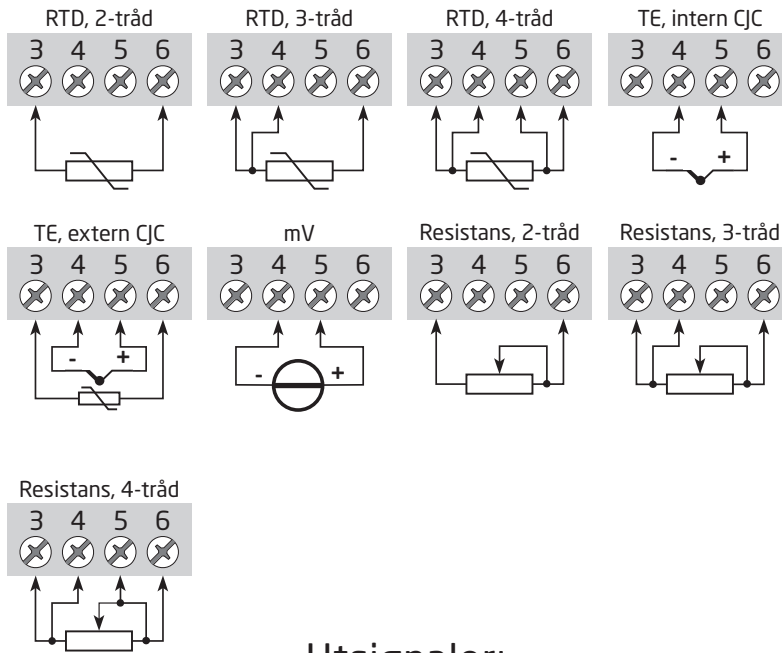 RTD, 2-tråd
3 4 5 6
RTD, 3-tråd
3 4 5 6
RTD, 4-tråd
3 4 5 6
TE, intern CJC
3 4 5 6
- +
TE, extern CJC
3 4 5 6
- +
mV
3 4 5 6
- +
Resistans, 2-tråd
3 4 5 6
Resistans, 3-tråd
3 4 5 6
Resistans, 4-tråd
3 4 5 6
Utsignaler: